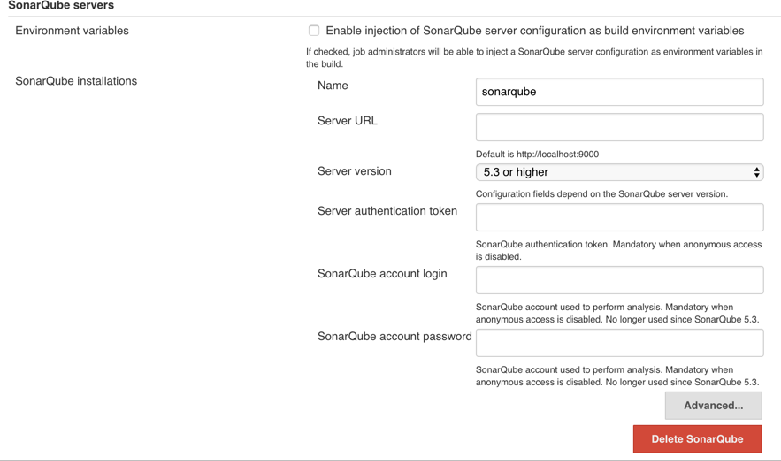 SonarQube servers
Environment variables
Enable injection of SonarQube server configuration as build environment variables
If checked, job administrators will be able to inject a SonarQube server configuration as environment variables in
the build.
SonarQube installations
Name
sonarqube
Server URL
Default is http://localhost:9000
Server version
5.3 or higher
Configuration fields depend on the SonarQube server version.
Server authentication token
SonarQube authentication token. Mandatory when anonymous access
is disabled.
SonarQube account login
SonarQube account used to perform analysis. Mandatory when
anonymous access is disabled. No longer used since SonarQube 5.3.
SonarQube account password
SonarQube account used to perform analysis. Mandatory when
anonymous access is disabled. No longer used since SonarQube 5.3.
Advanced...
Delete SonarQube